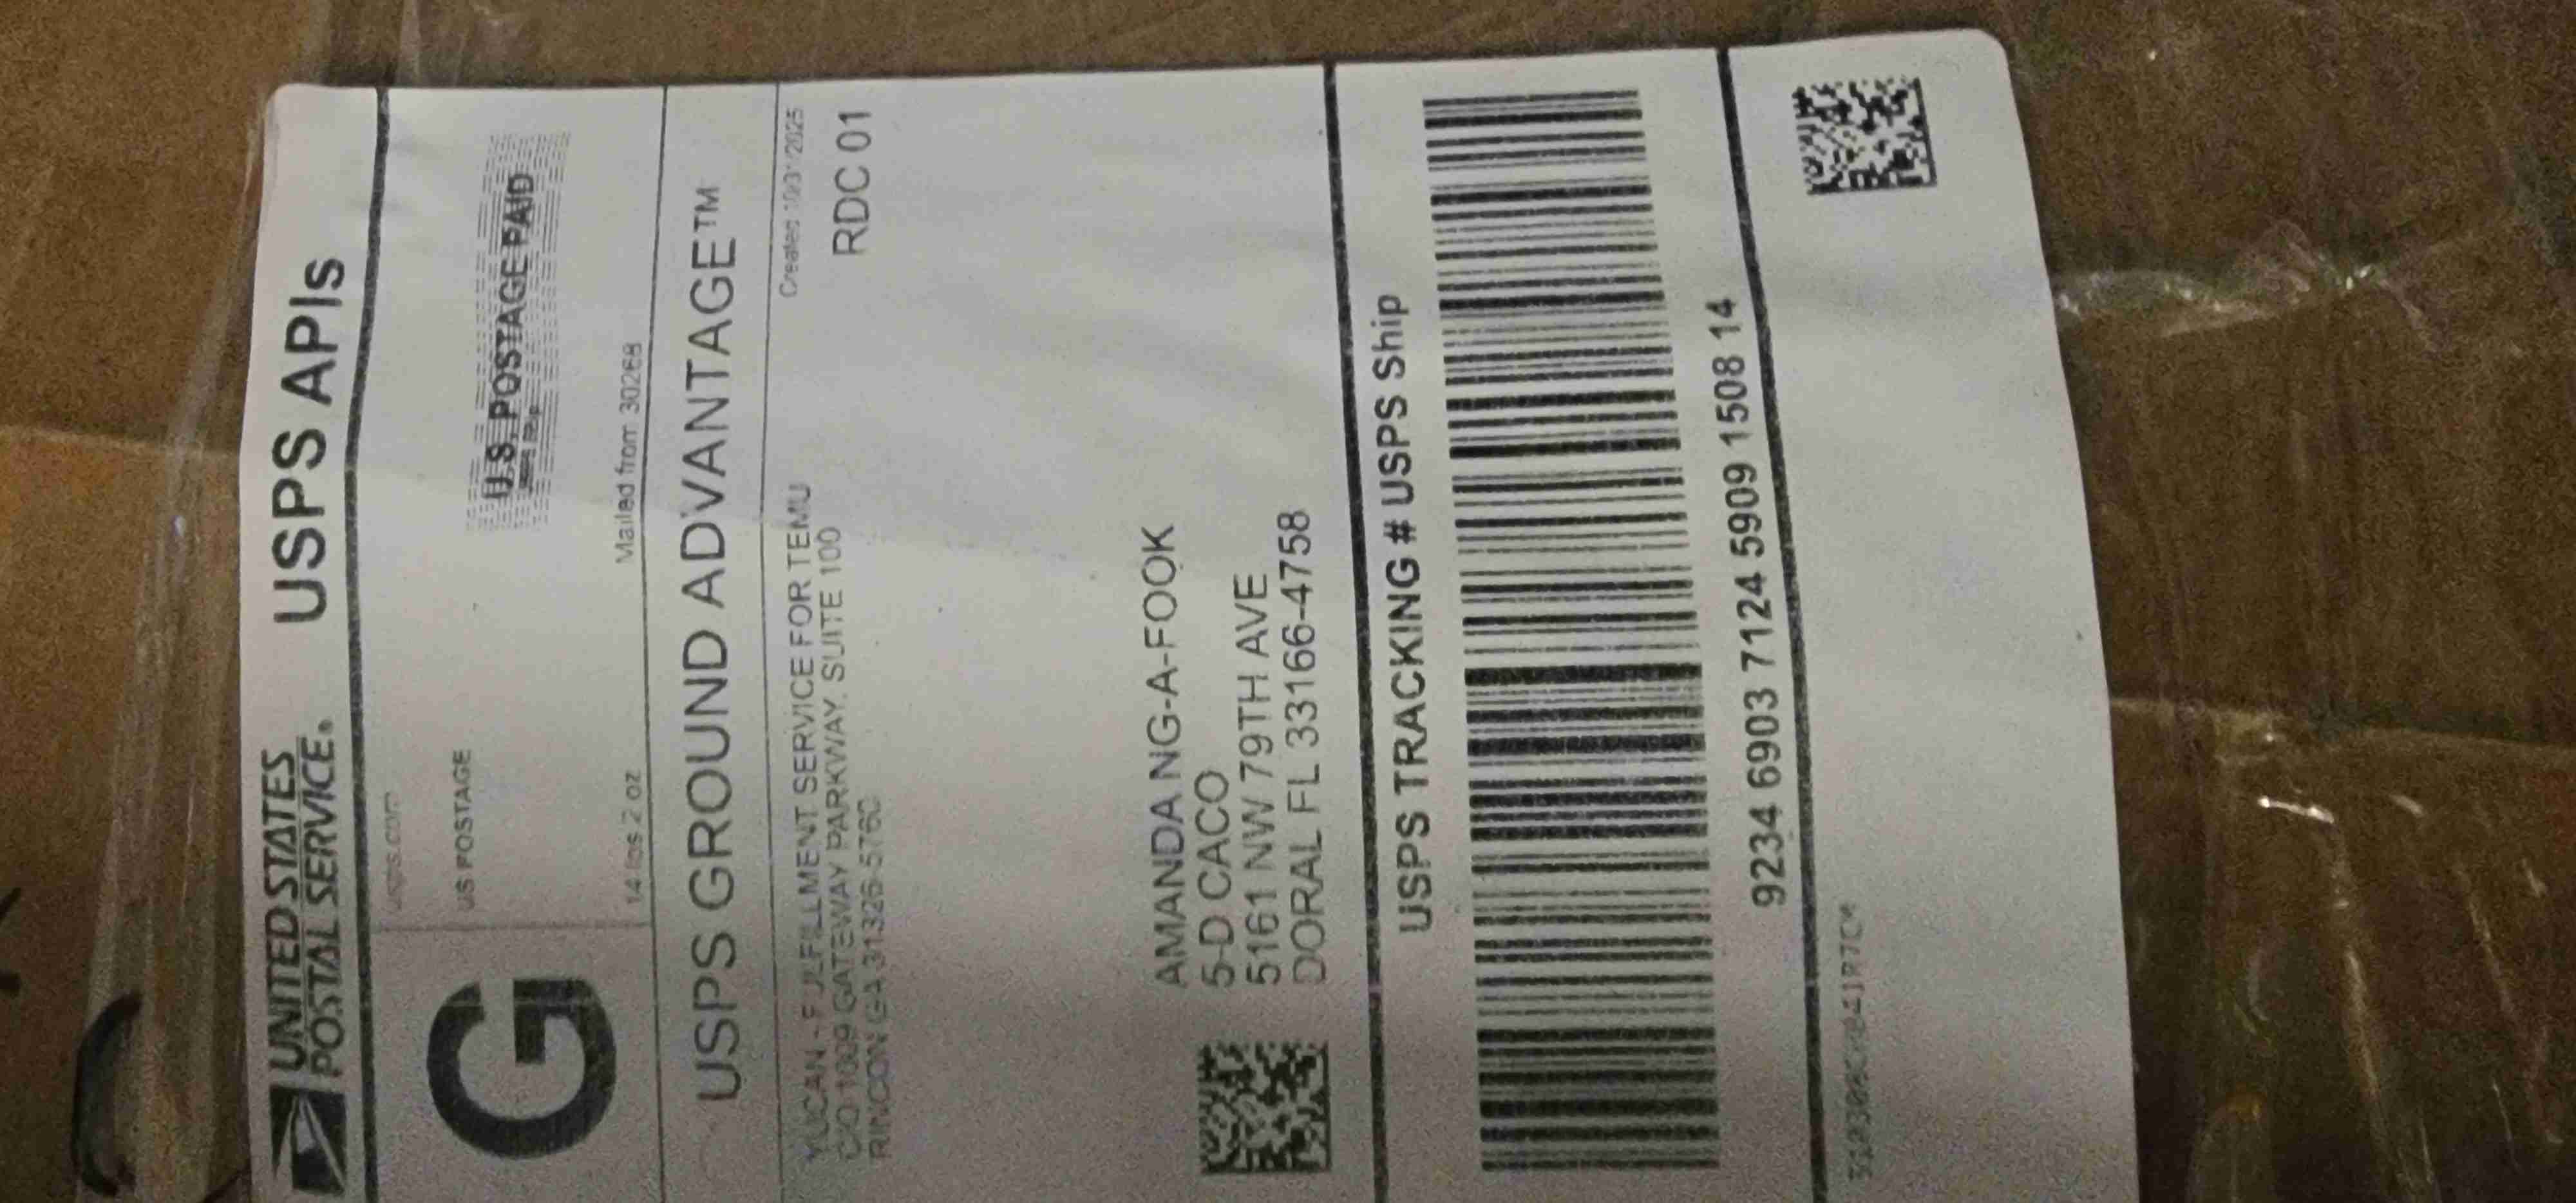 UNITED STATES
POSTAL SERVICE®
USPS APIs
usps.com
US POSTAGE
G
U.S. POSTAGE PAID
14 lbs 2 oz
Mailed from 30268
USPS GROUND ADVANTAGE™
YUCAN - FULFILLMENT SERVICE FOR TEMU
C/O 1009 GATEWAY PARKWAY, SUITE 100
RINCON GA 31326-5760
Created 10/31/2025
RDC 01
AMANDA NG-A-FOOK
5-D CACO
5161 NW 79TH AVE
DORAL FL 33166-4758
USPS TRACKING # USPS Ship
9234 6903 7124 5909 1508 14